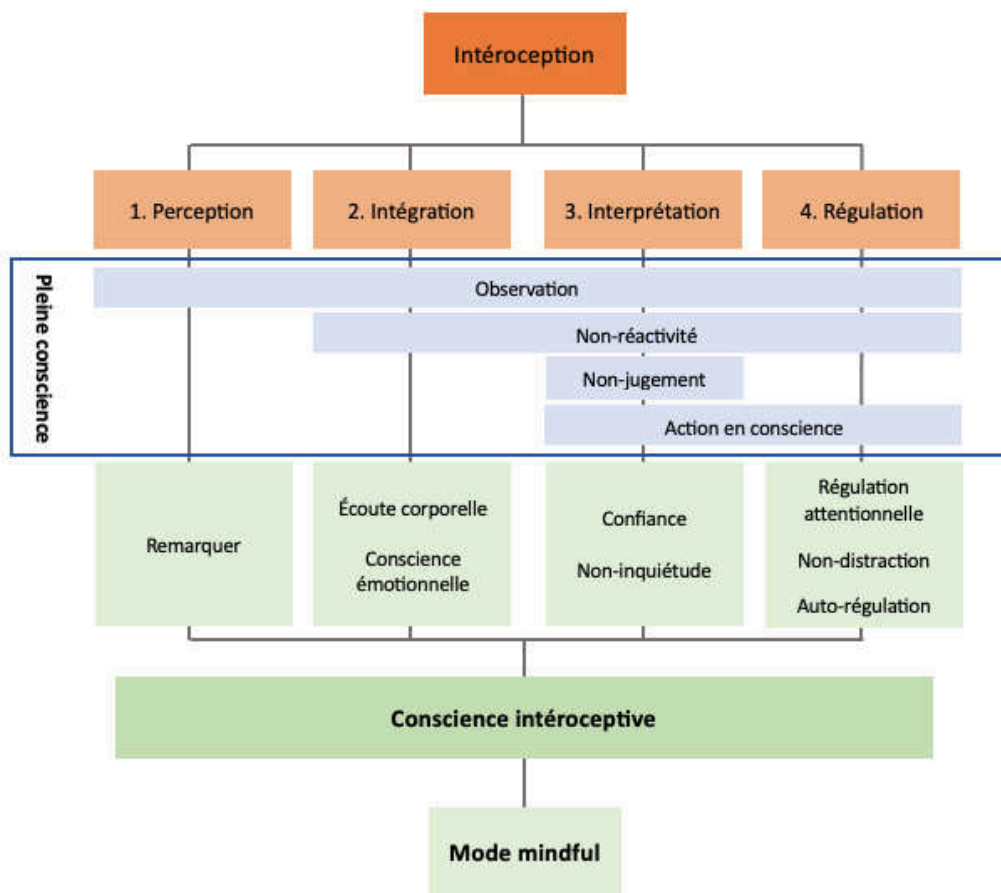 Intéroception
1. Perception
2. Intégration
3. Interprétation
4. Régulation
Pleine conscience
Observation
Non-réactivité
Non-jugement
Action en conscience
Remarquer
Écoute corporelle
Conscience
émotionnelle
Confiance
Non-inquiétude
Régulation
attentionnelle
Non-distraction
Auto-régulation
Conscience intéroceptive
Mode mindful